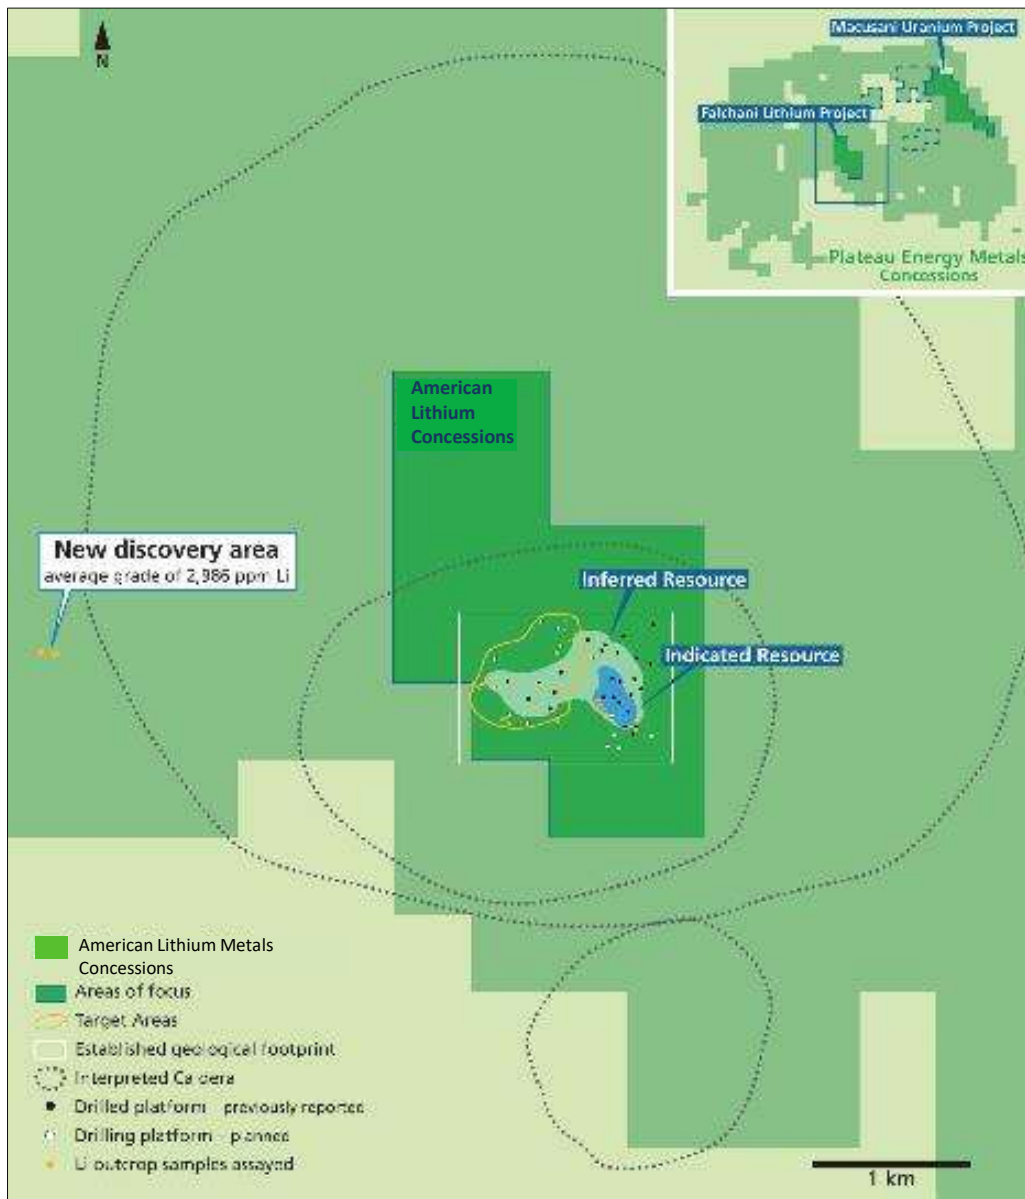 N
Macusani Uranium Project
Falchani Lithium Project
Plateau Energy Metals
Concessions
American
Lithium
Concessions
New discovery area
average grade of 2,986 ppm Li
Inferred Resource
Indicated Resource
American Lithium Metals
Concessions
Areas of focus
Target Areas
Established geological footprint
Interpreted Caldera
Drilled platform – previously reported
Drilling platform – planned
Li outcrop samples assayed
1 km